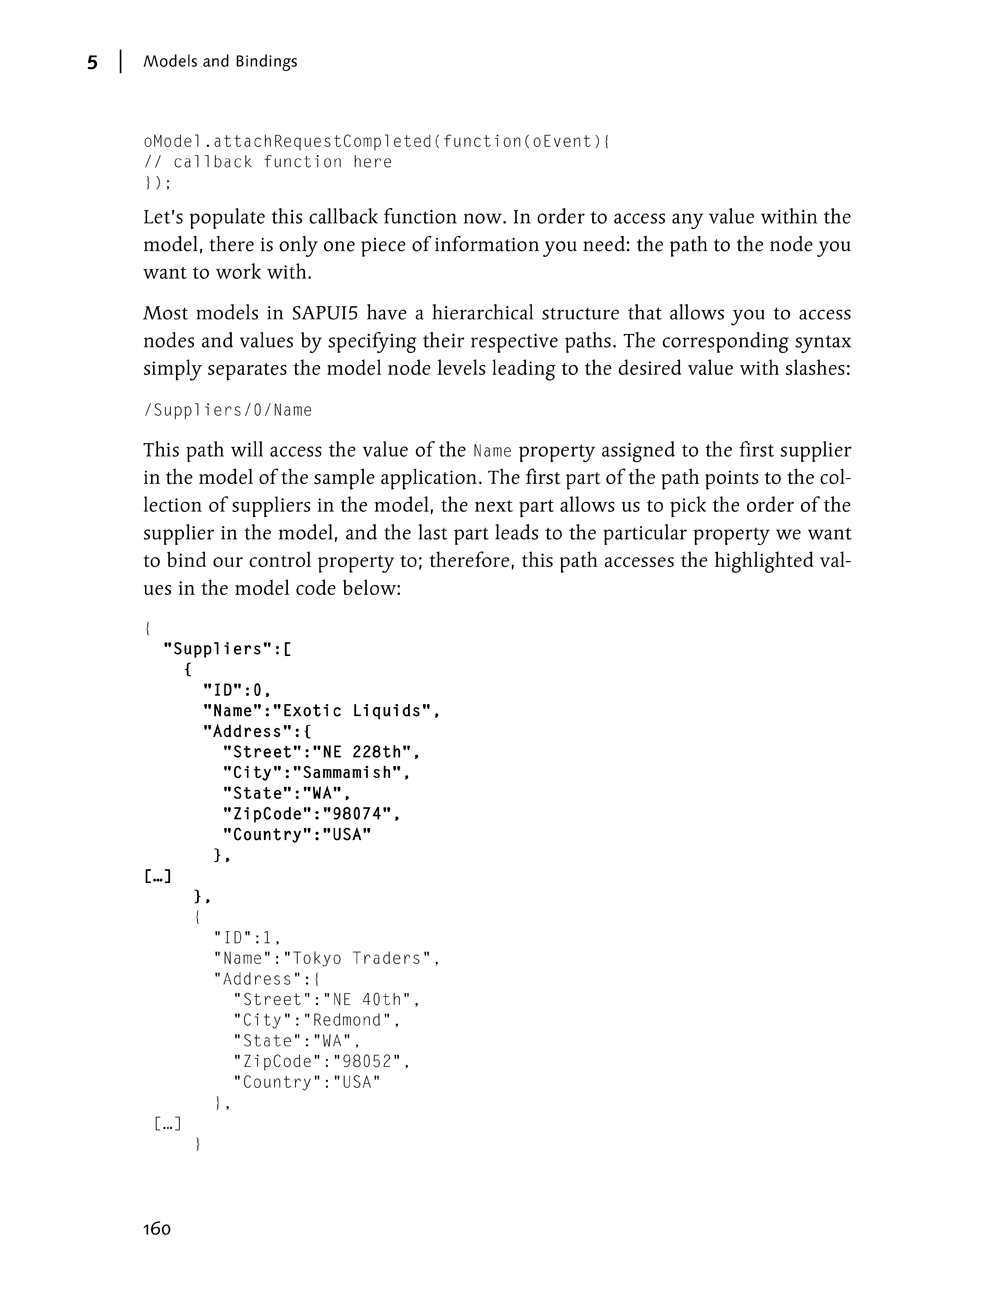 5 | Models and Bindings
oModel.attachRequestCompleted(function(oEvent){
// callback function here
});
Let's populate this callback function now. In order to access any value within the
model, there is only one piece of information you need: the path to the node you
want to work with.
Most models in SAPUI5 have a hierarchical structure that allows you to access
nodes and values by specifying their respective paths. The corresponding syntax
simply separates the model node levels leading to the desired value with slashes:
/Suppliers/0/Name
This path will access the value of the Name property assigned to the first supplier
in the model of the sample application. The first part of the path points to the col-
lection of suppliers in the model, the next part allows us to pick the order of the
supplier in the model, and the last part leads to the particular property we want
to bind our control property to; therefore, this path accesses the highlighted val-
ues in the model code below:
{
  "Suppliers":[
    {
      "ID":0,
      "Name":"Exotic Liquids",
      "Address":{
        "Street":"NE 228th",
        "City":"Sammamish",
        "State":"WA",
        "ZipCode":"98074",
        "Country":"USA"
       },
[…]
     },
     {
       "ID":1,
       "Name":"Tokyo Traders",
       "Address":{
         "Street":"NE 40th",
         "City":"Redmond",
         "State":"WA",
         "ZipCode":"98052",
         "Country":"USA"
       },
 […]
     }
160